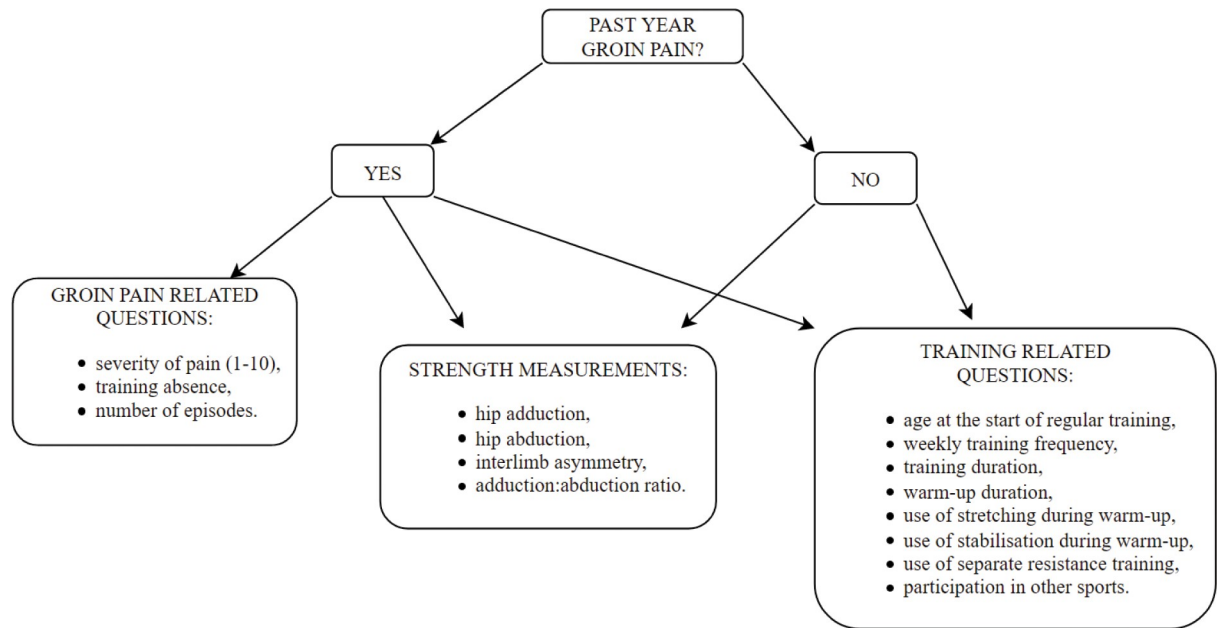 PAST YEAR
GROIN PAIN?
YES
NO
GROIN PAIN RELATED
QUESTIONS:
• severity of pain (1-10),
• training absence,
• number of episodes.
STRENGTH MEASUREMENTS:
• hip adduction,
• hip abduction,
• interlimb asymmetry,
• adduction:abduction ratio.
TRAINING RELATED
QUESTIONS:
• age at the start of regular training,
• weekly training frequency,
• training duration,
• warm-up duration,
• use of stretching during warm-up,
• use of stabilisation during warm-up,
• use of separate resistance training,
• participation in other sports.